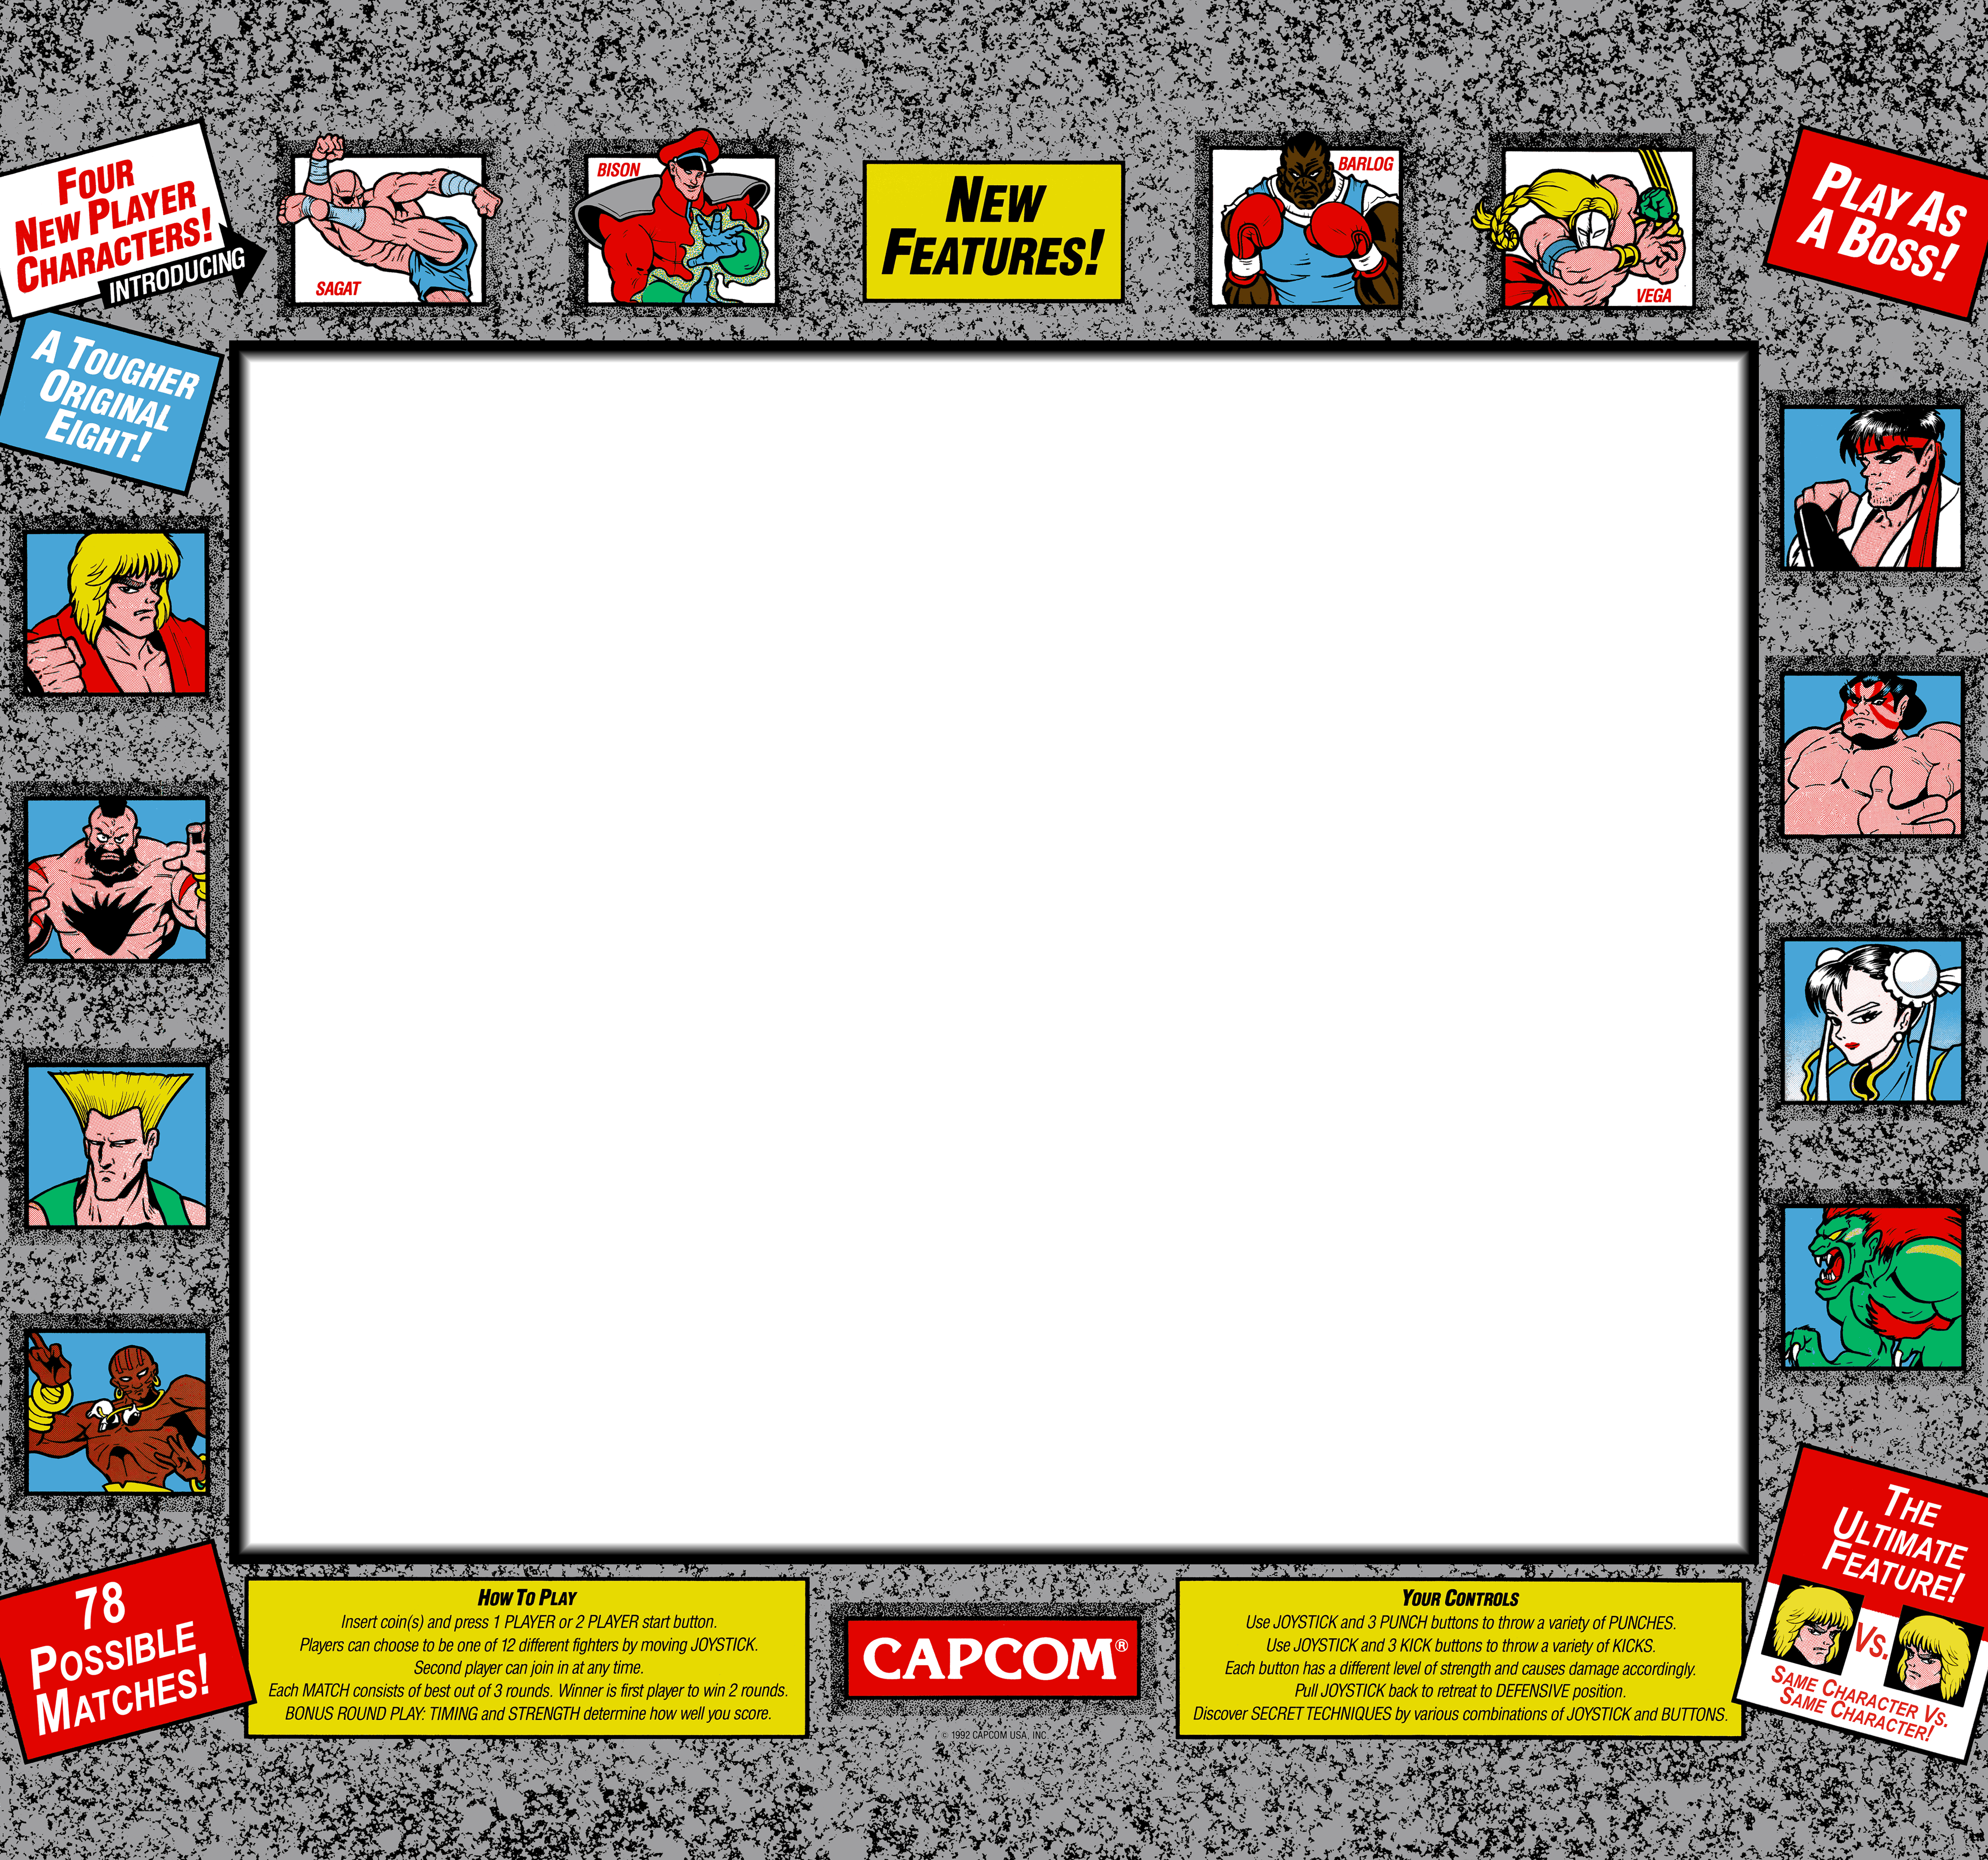 FOUR
NEW PLAYER
CHARACTERS!
INTRODUCING
SAGAT
BISON
NEW
FEATURES!
BARLOG
VEGA
PLAY AS
A BOSS!
A TOUGHER
ORIGINAL
EIGHT!
78
POSSIBLE
MATCHES!
HOW TO PLAY
Insert coin(s) and press 1 PLAYER or 2 PLAYER start button.
Players can choose to be one of 12 different fighters by moving JOYSTICK.
Second player can join in at any time.
Each MATCH consists of best out of 3 rounds. Winner is first player to win 2 rounds.
BONUS ROUND PLAY: TIMING and STRENGTH determine how well you score.
CAPCOM®
© 1992 CAPCOM USA. INC.
YOUR CONTROLS
Use JOYSTICK and 3 PUNCH buttons to throw a variety of PUNCHES.
Use JOYSTICK and 3 KICK buttons to throw a variety of KICKS.
Each button has a different level of strength and causes damage accordingly.
Pull JOYSTICK back to retreat to DEFENSIVE position.
Discover SECRET TECHNIQUES by various combinations of JOYSTICK and BUTTONS.
THE
ULTIMATE
FEATURE!
VS.
SAME CHARACTER VS.
SAME CHARACTER!